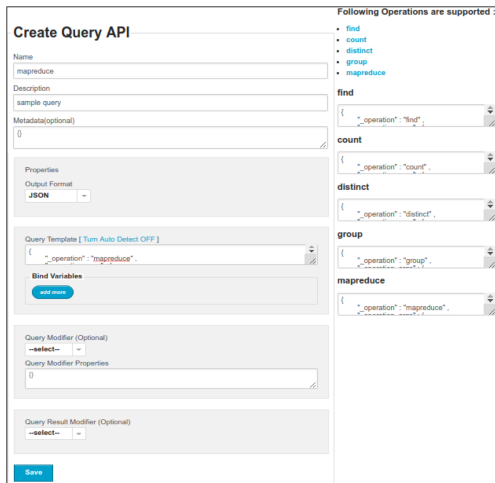 Create Query API
Name
mapreduce
Description
sample query
Metadata(optional)
{}
Properties
Output Format
JSON
Query Template [ Turn Auto Detect OFF ]
{
"_operation" : "mapreduce" ,
Bind Variables
add more
Query Modifier (Optional)
--select--
Query Modifier Properties
{}
Query Result Modifier (Optional)
--select--
Save
Following Operations are supported :
find
count
distinct
group
mapreduce
find
{
"_operation" : "find" ,
count
{
"_operation" : "count" ,
distinct
{
"_operation" : "distinct" ,
group
{
"_operation" : "group" ,
mapreduce
{
"_operation" : "mapreduce" ,